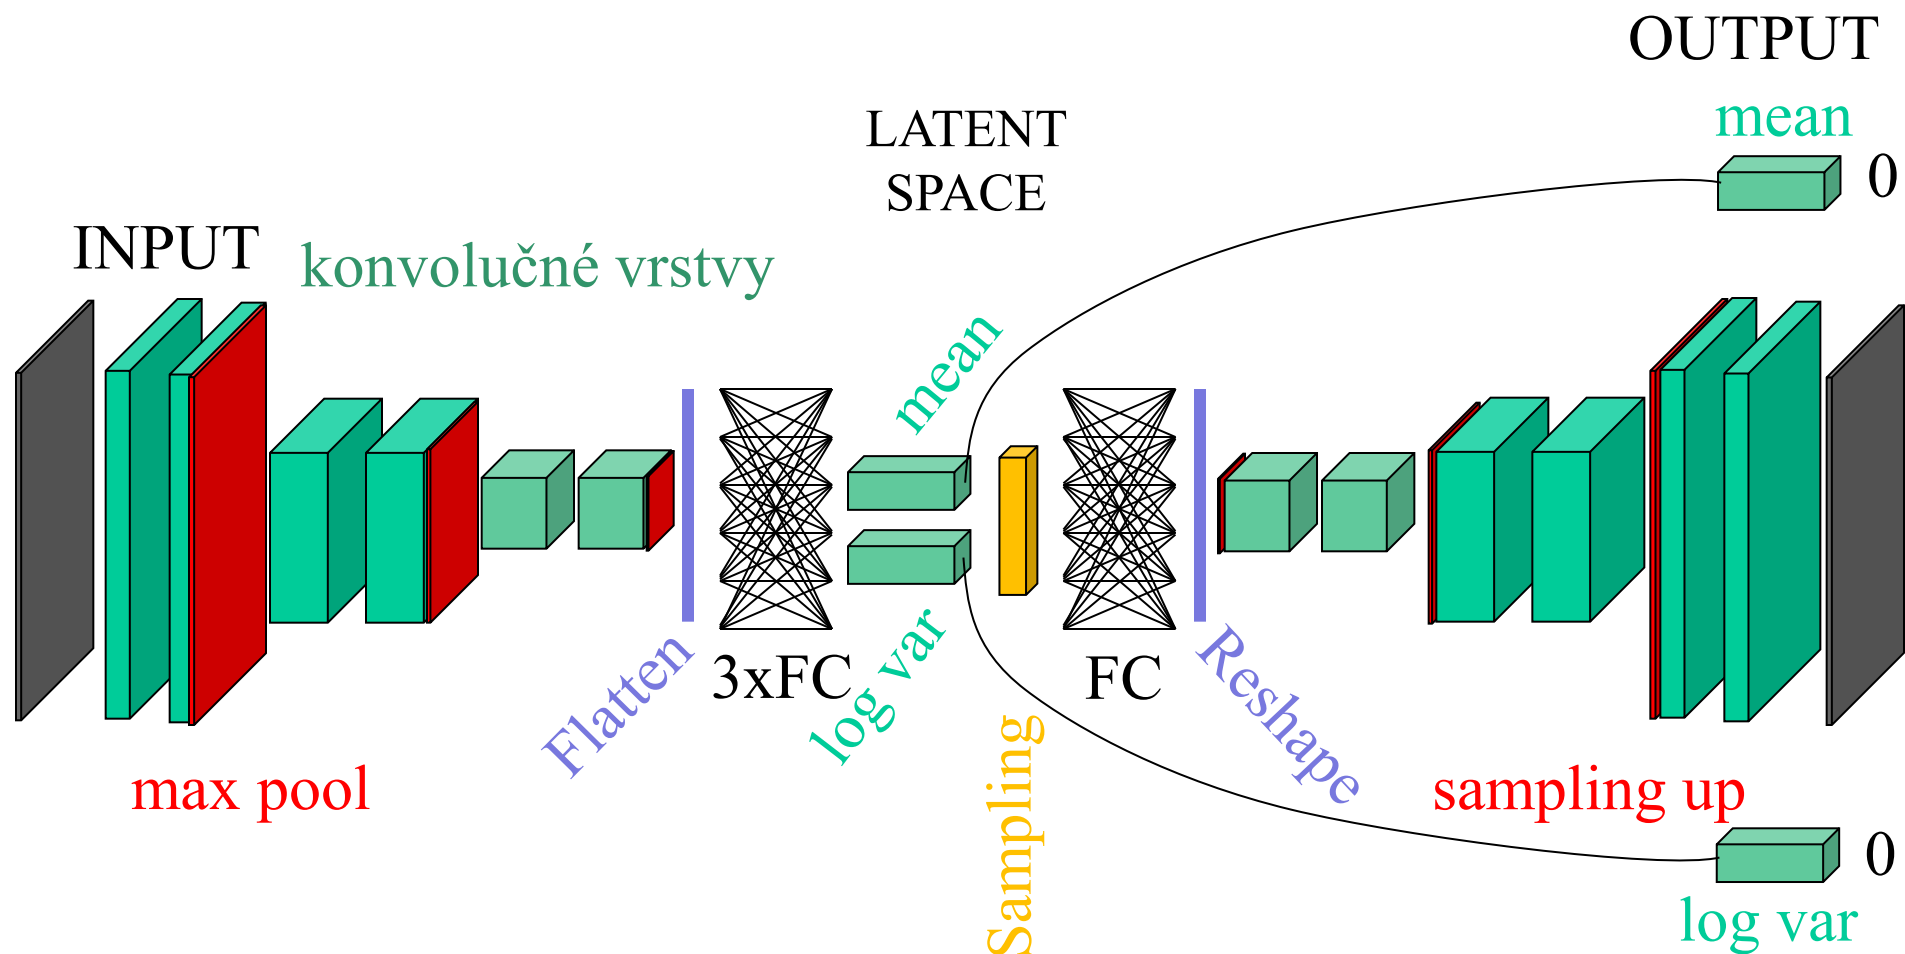 OUTPUT
mean
0
LATENT
SPACE
INPUT
konvolučné vrstvy
mean
Flatten
3xFC
log var
Sampling
FC
Reshape
max pool
sampling up
0
log var